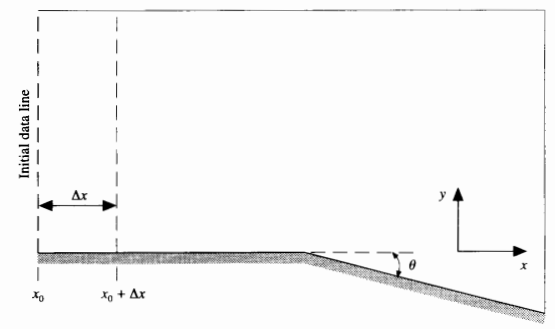 Initial data line
Δx
y
x
θ
x₀
x₀ + Δx